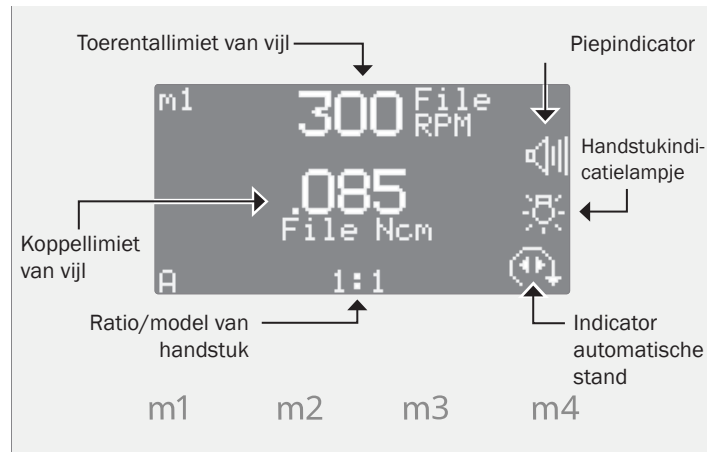 Toerentallimiet van vijl
Piepindicator
m1
300 File
RPM
Handstukindi-
catielampje
.085
File Ncm
Koppellimiet
van vijl
A
1:1
Ratio/model van
handstuk
Indicator
automatische
stand
m1 m2 m3 m4